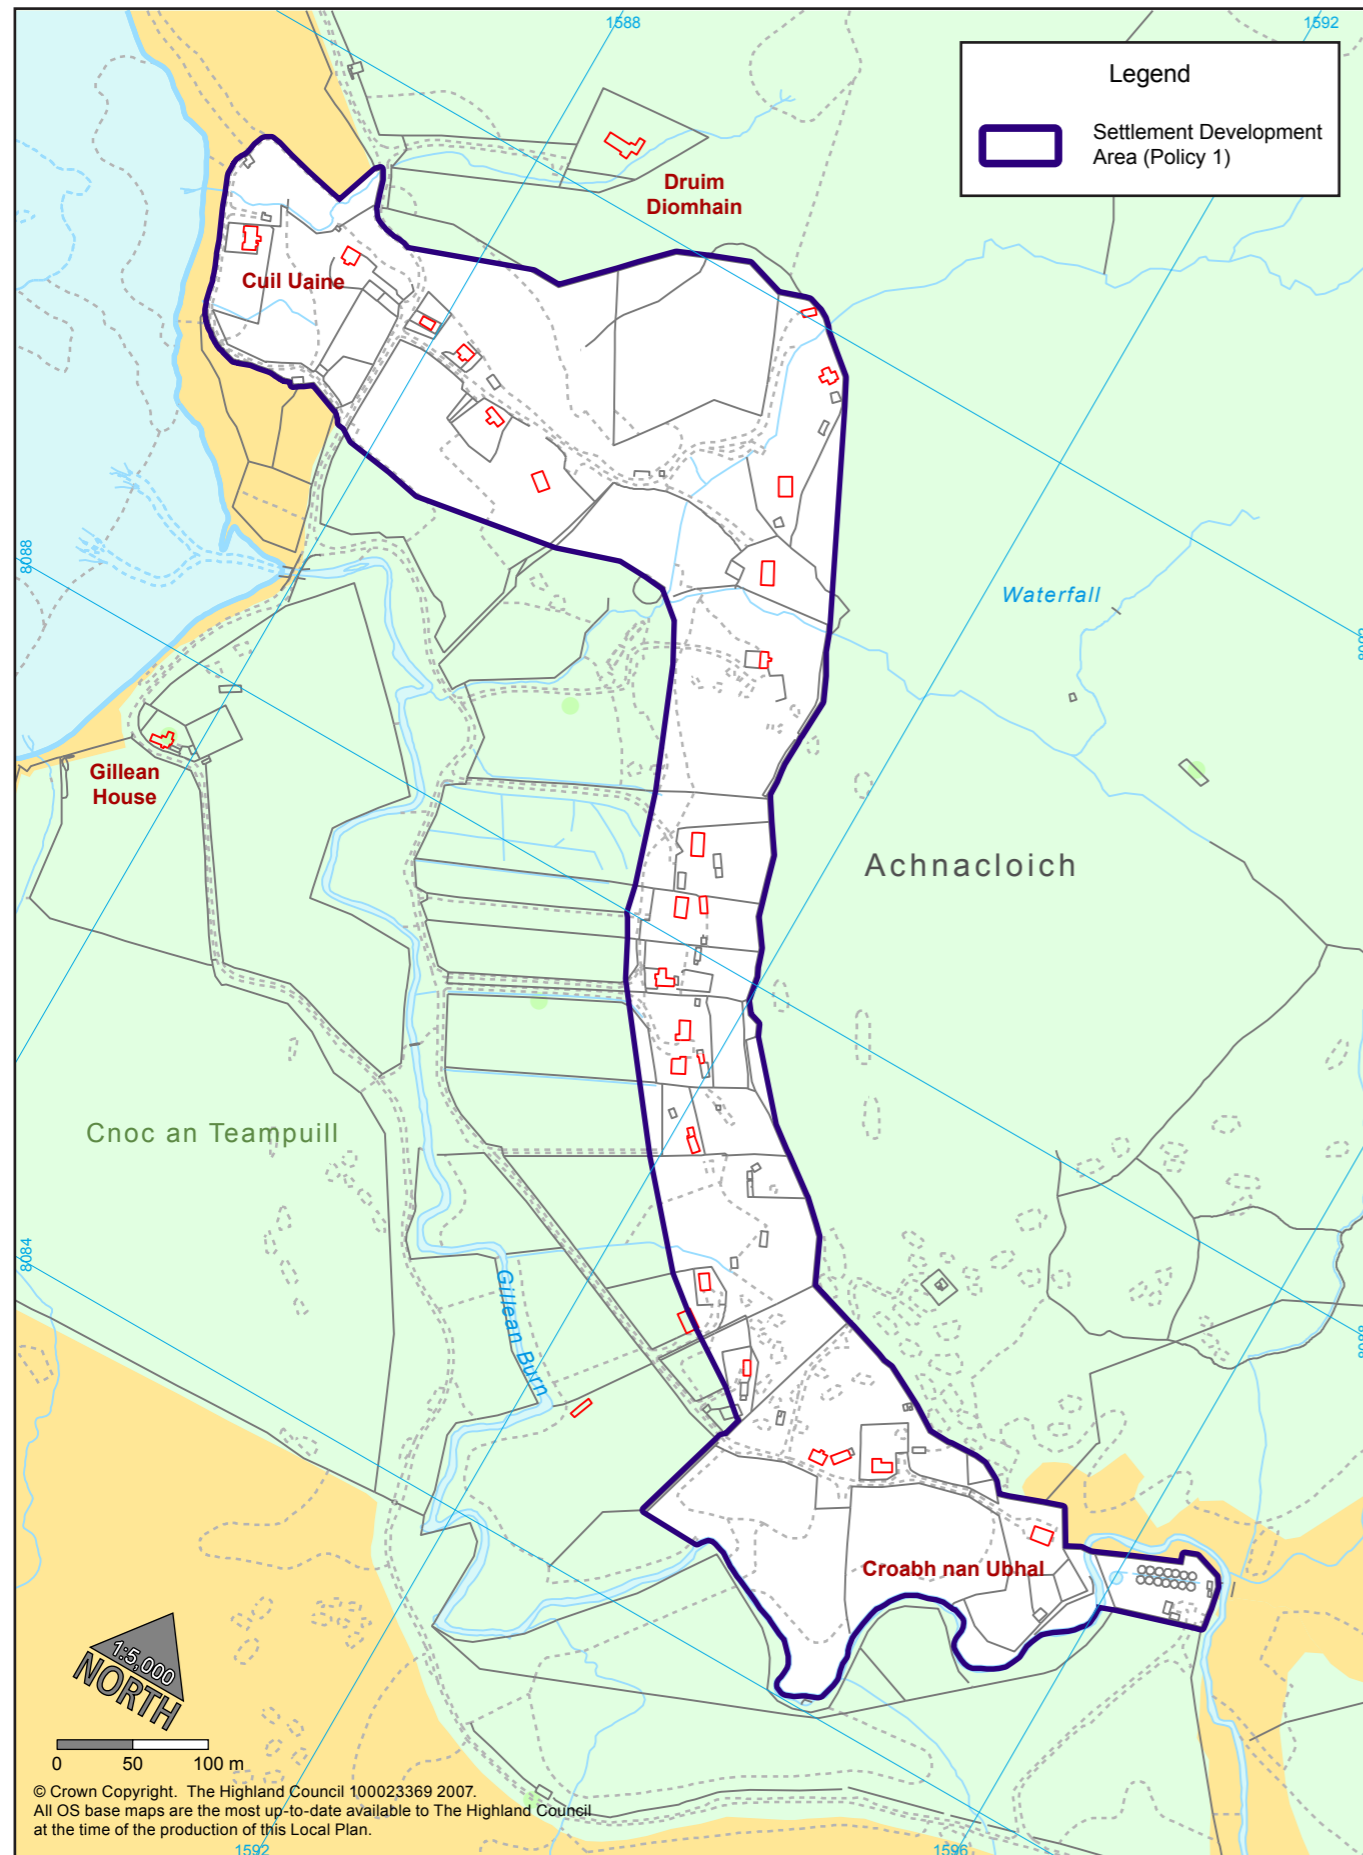 1588
1592
Legend
Settlement Development
Area (Policy 1)
Druim
Diomhain
Cuil Uaine
8088
Waterfall
Gillean
House
Achnacloich
Cnoc an Teampuill
8084
Gillean Burn
8088
Croabh nan Ubhal
1:5,000
NORTH
0 50 100 m
© Crown Copyright. The Highland Council 100023369 2007.
All OS base maps are the most up-to-date available to The Highland Council
at the time of the production of this Local Plan.
1592
1596